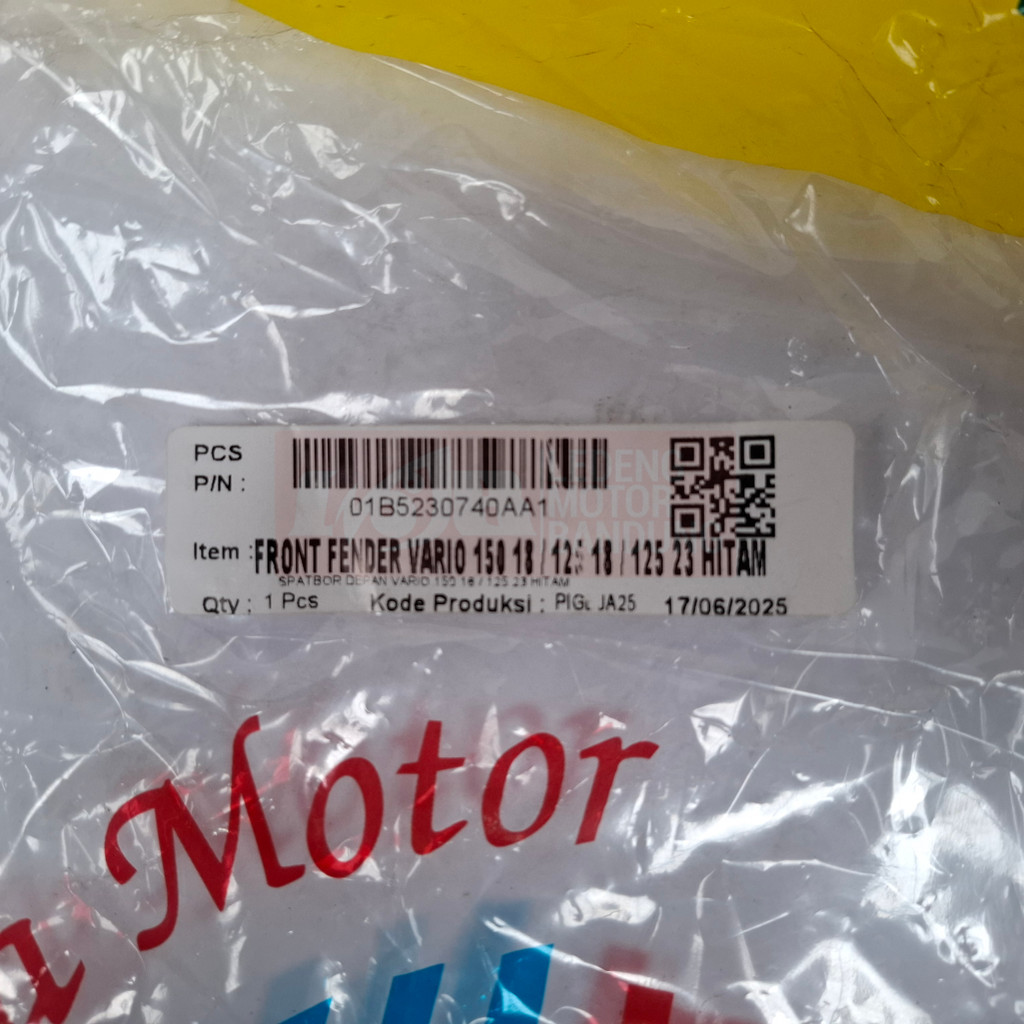 PCS
P/N :
01B5230740AA1
Item : FRONT FENDER VARIO 150 18 / 125 18 / 125 23 HITAM
SPATBOR DEPAN VARIO 150 18 / 125 23 HITAM
Qty : 1 Pcs Kode Produksi : JA25 17/06/2025
Motor